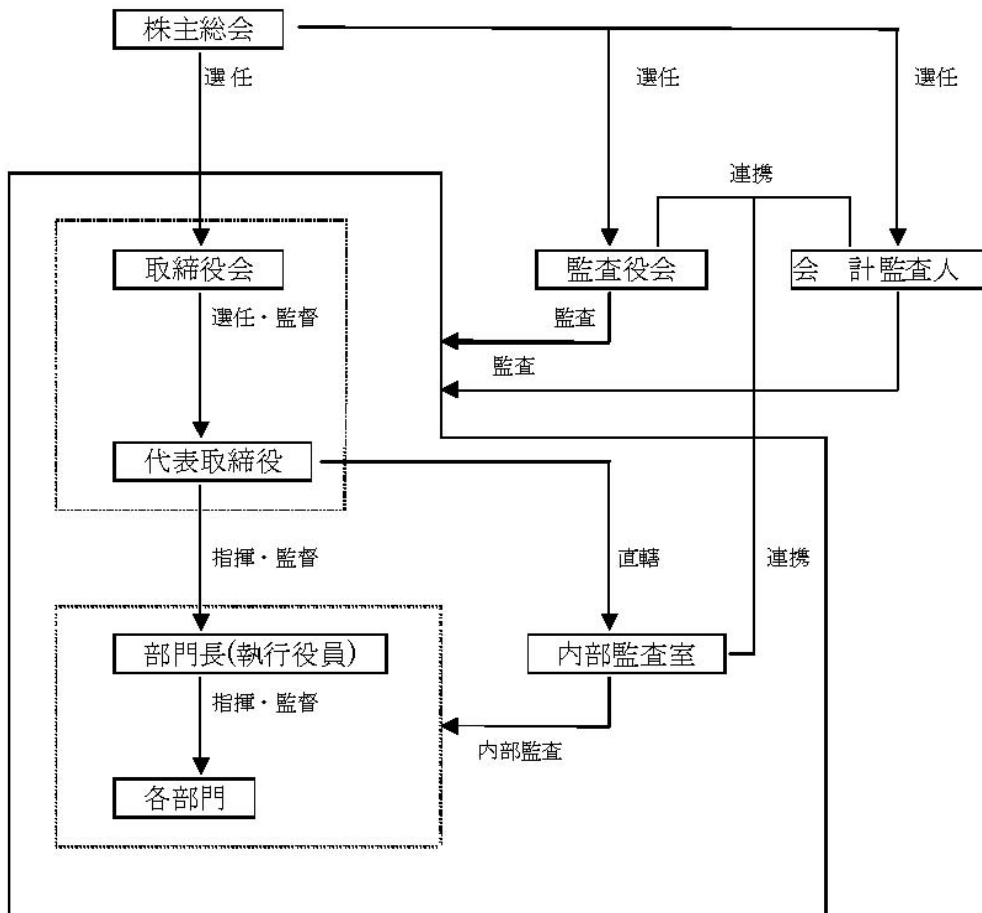 株主総会
選任
選任
選任
連携
取締役会
監査役会
会 計監査人
選任・監督
監査
監査
代表取締役
指揮・監督
直轄
連携
部門長(執行役員)
内部監査室
指揮・監督
内部監査
各部門